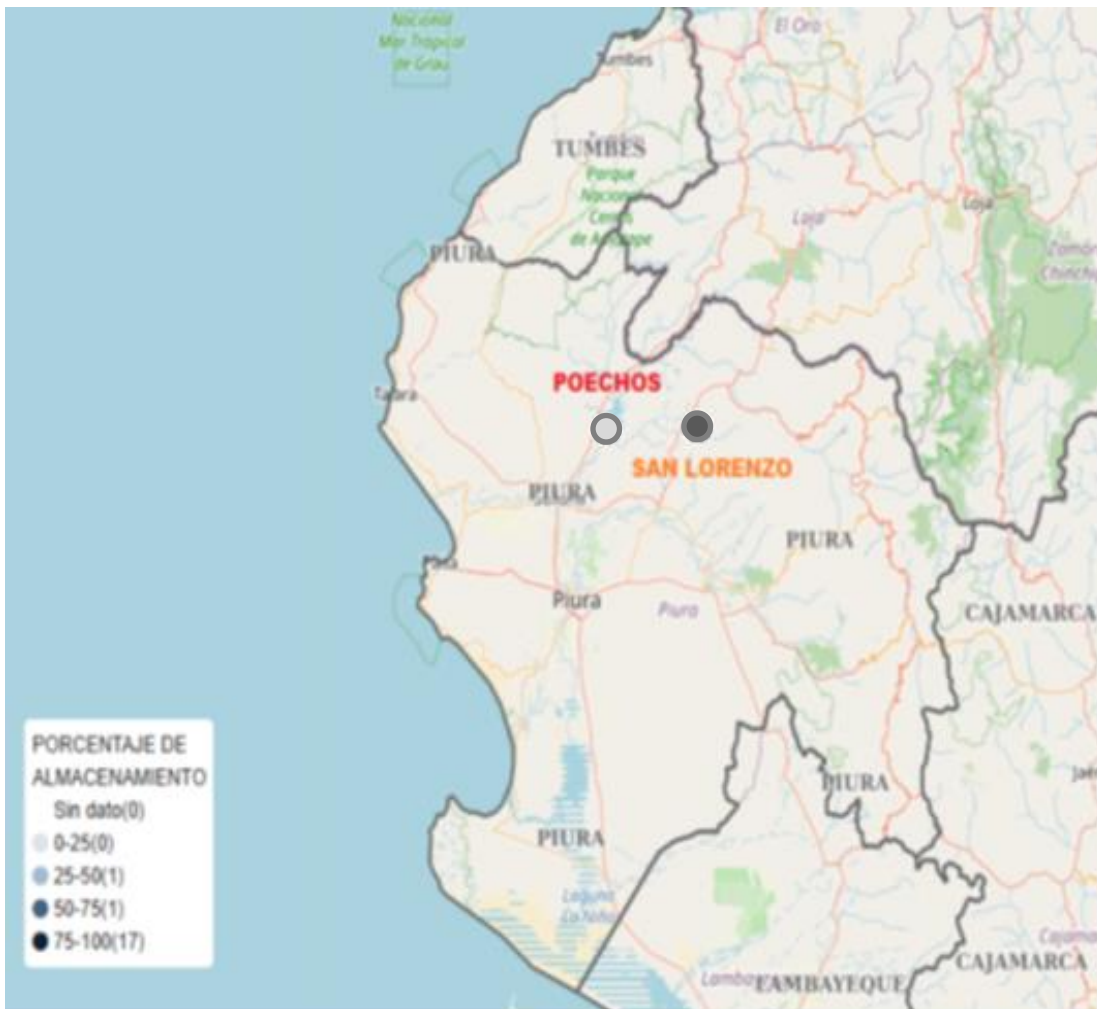 Nacional
Mar Tropical
de Grau
El Oro
Tumbes
TUMBES
Parque
Nacional
Cerros
de Amotape
Loja
Loja
PIURA
POECHOS
SAN LORENZO
PIURA
PIURA
Piura
Piura
CAJAMARCA
PIURA
PIURA
Laguna
La Niña
LAMBAYEQUE
CAJAMARCA
PORCENTAJE DE
ALMACENAMIENTO
Sin dato(0)
0-25(0)
25-50(1)
50-75(1)
75-100(17)